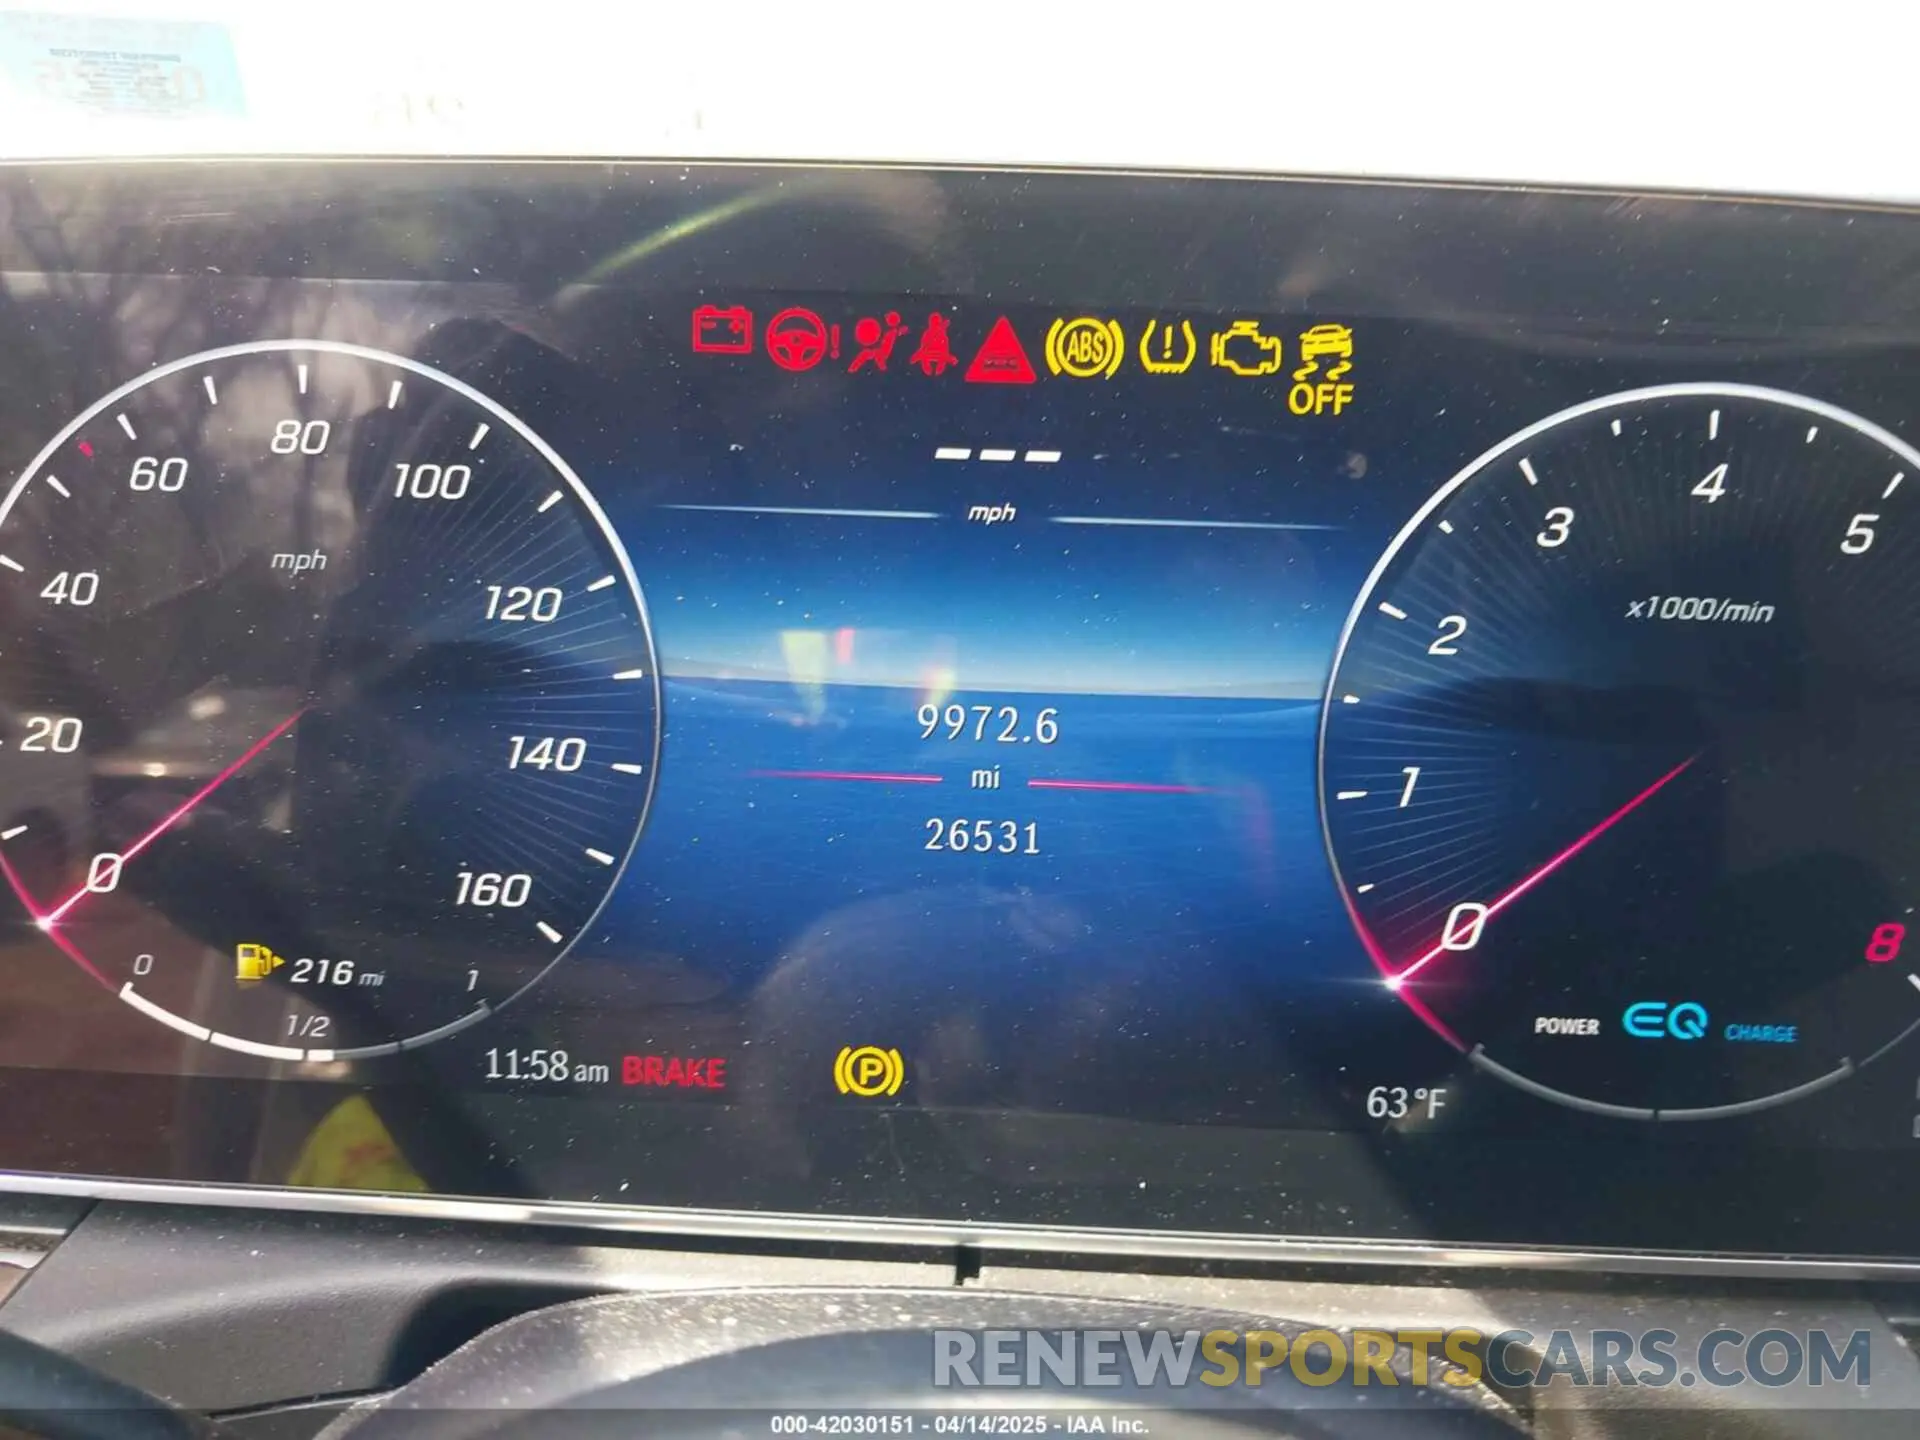 ABS
OFF
80
60
100
mph
40
120
20
140
0
160
0
216 mi
1
1/2
- - -
mph
9972.6
mi
26531
4
3
5
x1000/min
2
1
0
8
POWER EQ CHARGE
11:58 am BRAKE
P
63°F
RENEWSPORTSCARS.COM
000-42030151 - 04/14/2025 - IAA Inc.